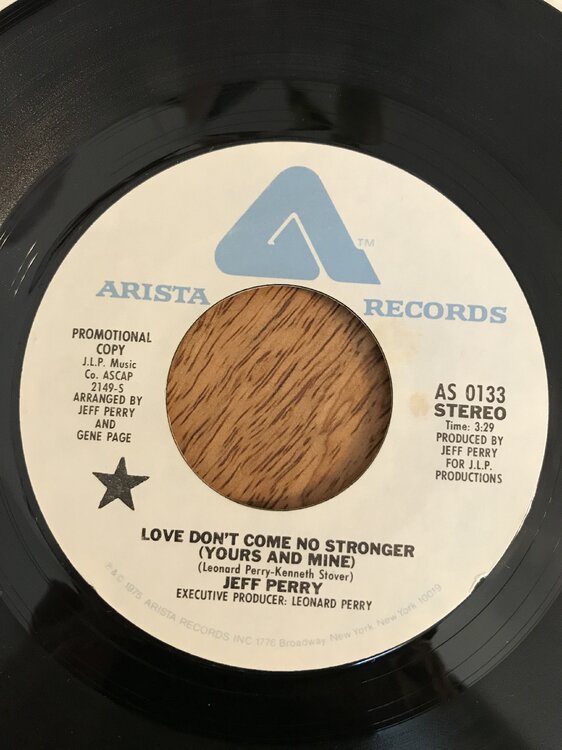 TM
ARISTA
RECORDS
PROMOTIONAL
COPY
J.L.P. Music
Co. ASCAP
2149-S
ARRANGED BY
JEFF PERRY
AND
GENE PAGE
AS 0133
STEREO
Time: 3:29
PRODUCED BY
JEFF PERRY
FOR J.L.P.
PRODUCTIONS
LOVE DON'T COME NO STRONGER
(YOURS AND MINE)
(Leonard Perry-Kenneth Stover)
JEFF PERRY
EXECUTIVE PRODUCER: LEONARD PERRY
℗ & © 1975 ARISTA RECORDS INC 1776 Broadway, New York, New York 10019